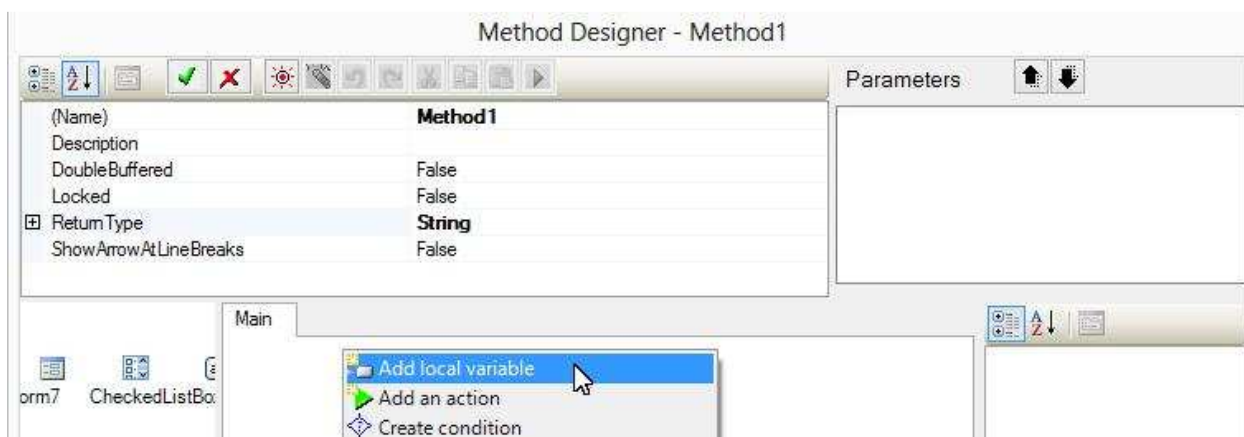 Method Designer - Method1
Parameters
(Name) Method1
Description
DoubleBuffered False
Locked False
ReturnType String
ShowArrowAtLineBreaks False
Main
Add local variable
Add an action
Create condition
orm7 CheckedListBo